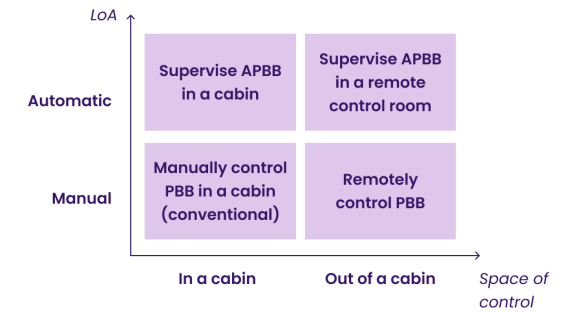 LoA
Supervise APBB
in a cabin
Supervise APBB
in a remote
control room
Automatic
Manually control
PBB in a cabin
(conventional)
Remotely
control PBB
Manual
In a cabin
Out of a cabin
Space of
control